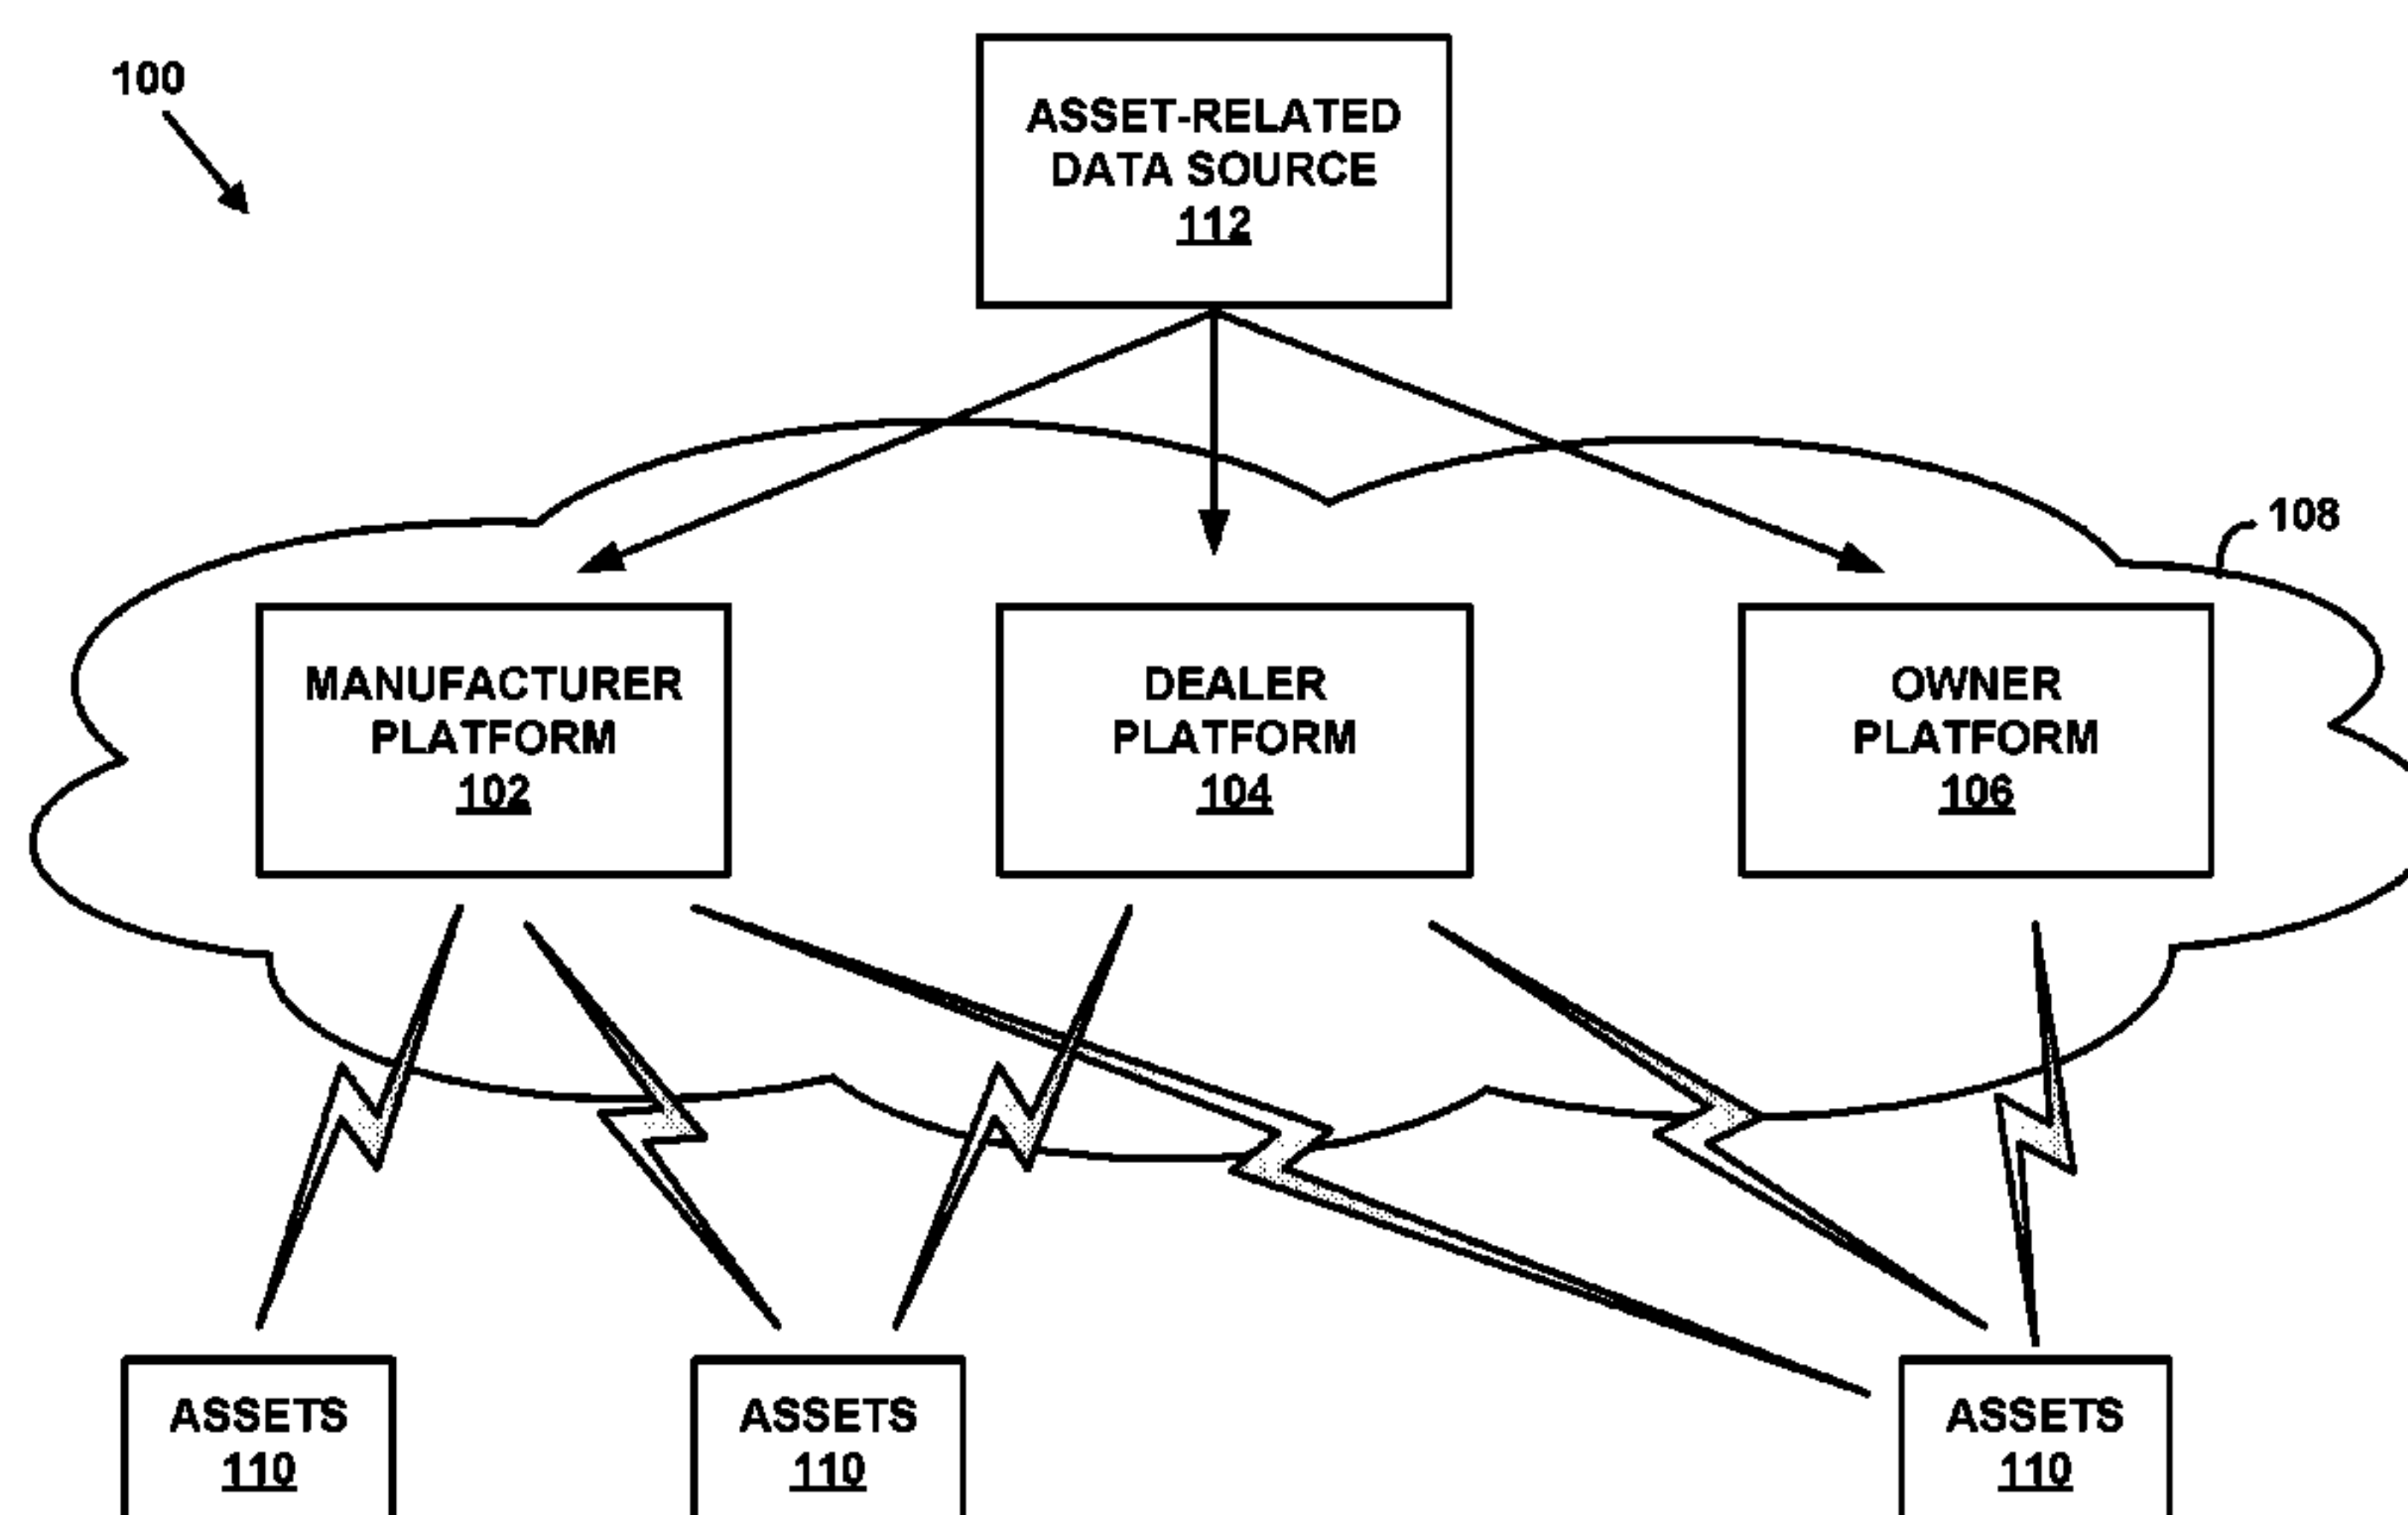 100
ASSET-RELATED
DATA SOURCE
112
108
MANUFACTURER
PLATFORM
102
DEALER
PLATFORM
104
OWNER
PLATFORM
106
ASSETS
110
ASSETS
110
ASSETS
110